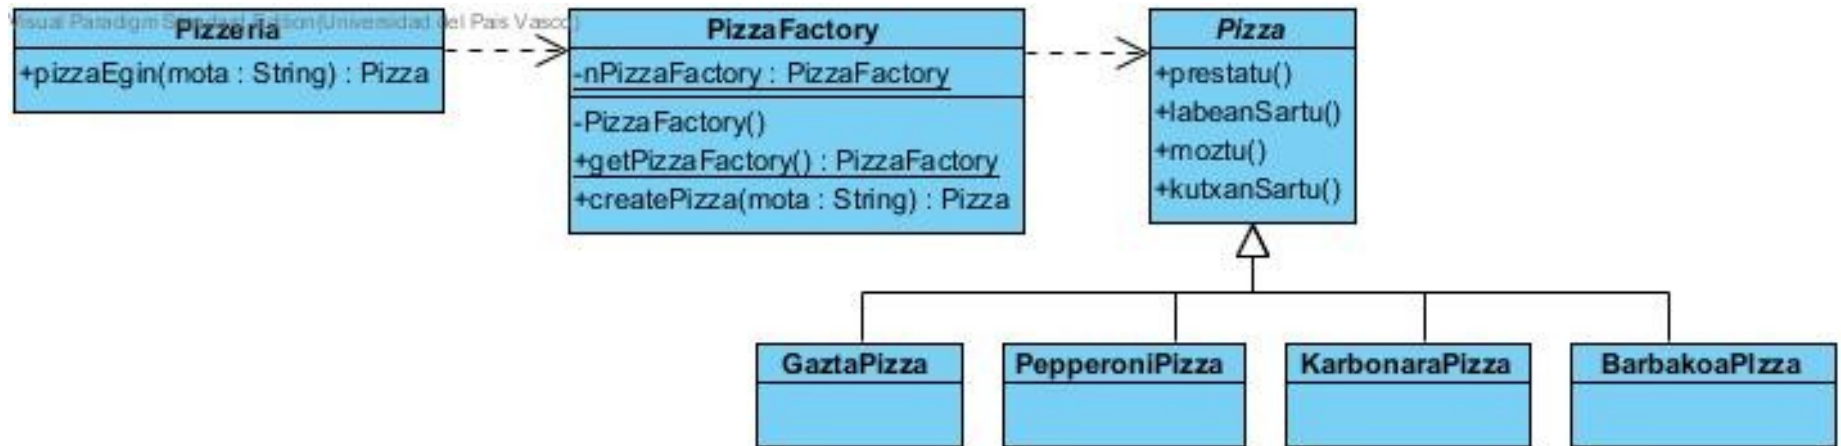 Visual Paradigm Standard Edition(Universidad del Pais Vasco)
Pizzeria
+pizzaEgin(mota : String) : Pizza
PizzaFactory
-nPizzaFactory : PizzaFactory
-PizzaFactory()
+getPizzaFactory() : PizzaFactory
+createPizza(mota : String) : Pizza
Pizza
+prestatu()
+labeanSartu()
+moztu()
+kutxanSartu()
GaztaPizza
PepperoniPizza
KarbonaraPizza
BarbakoaPIzza